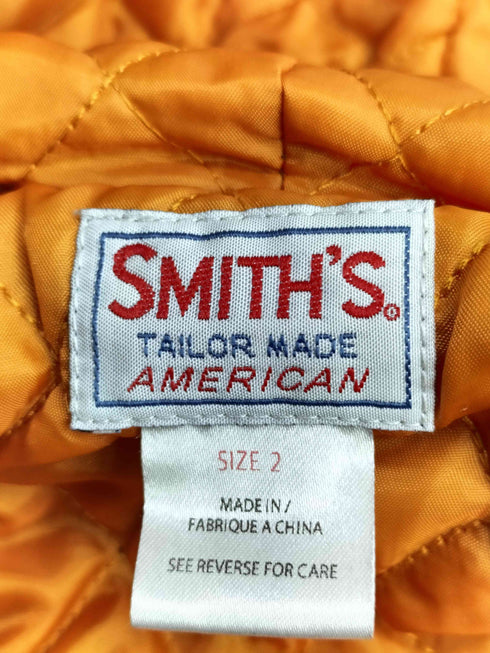 SMITH'S®
TAILOR MADE
AMERICAN
SIZE 2
MADE IN /
FABRIQUE A CHINA
SEE REVERSE FOR CARE